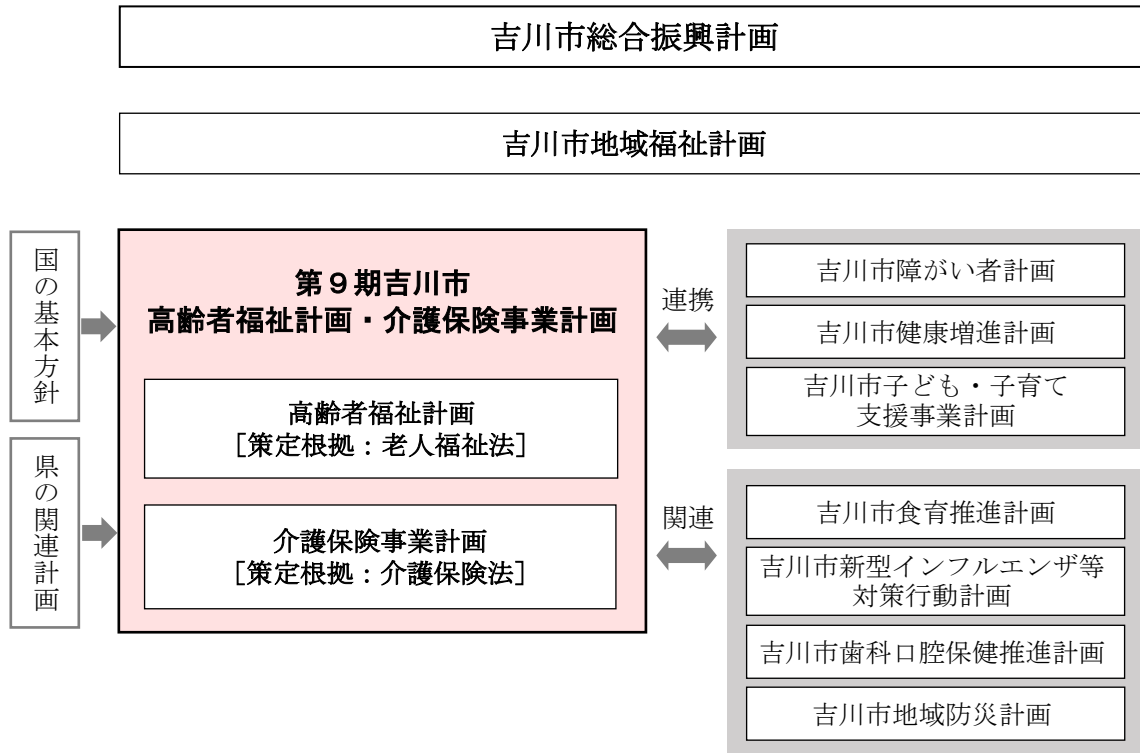 吉川市総合振興計画
吉川市地域福祉計画
国の基本方針
県の関連計画
第９期吉川市
高齢者福祉計画・介護保険事業計画
高齢者福祉計画
［策定根拠：老人福祉法］
介護保険事業計画
［策定根拠：介護保険法］
連携
関連
吉川市障がい者計画
吉川市健康増進計画
吉川市子ども・子育て
支援事業計画
吉川市食育推進計画
吉川市新型インフルエンザ等
対策行動計画
吉川市歯科口腔保健推進計画
吉川市地域防災計画